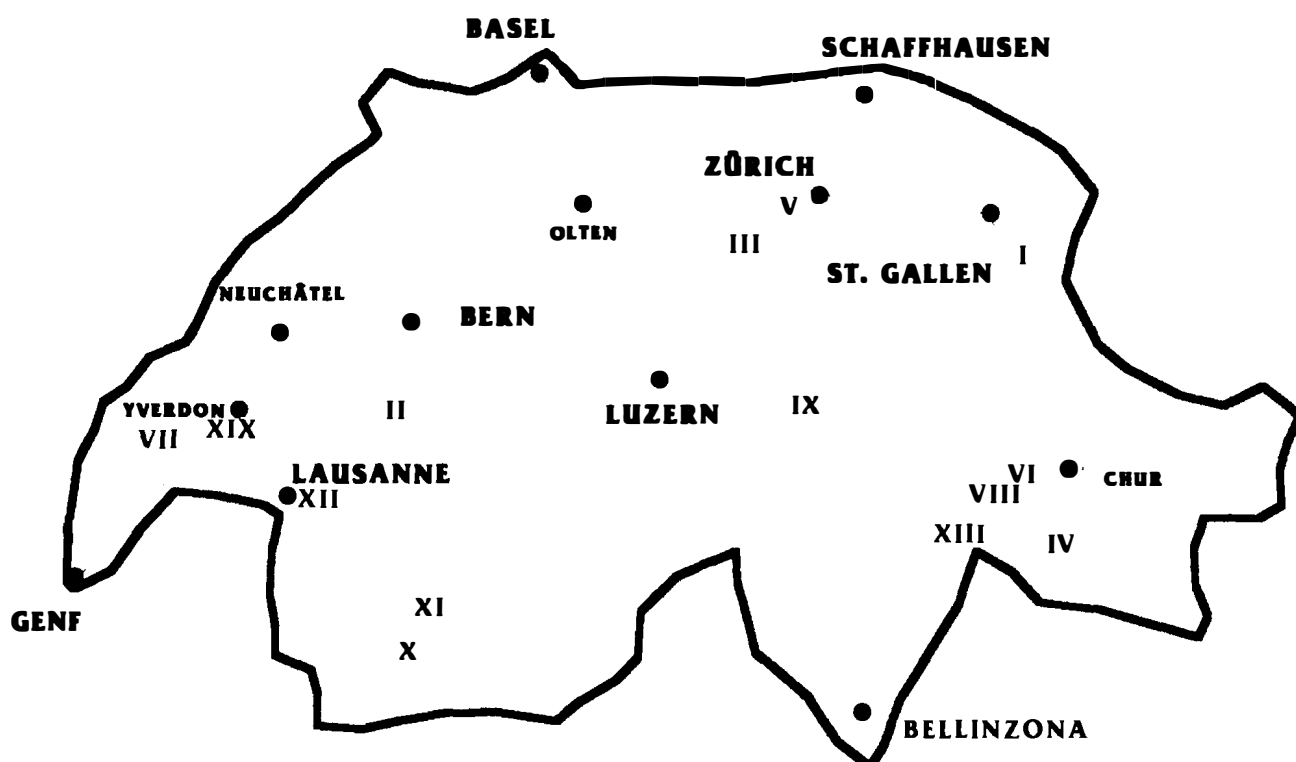 BASEL
SCHAFFHAUSEN
ZÜRICH
V
OLTEN
III
I
ST. GALLEN
NEUCHÂTEL
BERN
YVERDON
XIX
VII
II
LUZERN
IX
LAUSANNE
XII
VI
CHUR
VIII
XIII
IV
GENF
XI
X
BELLINZONA